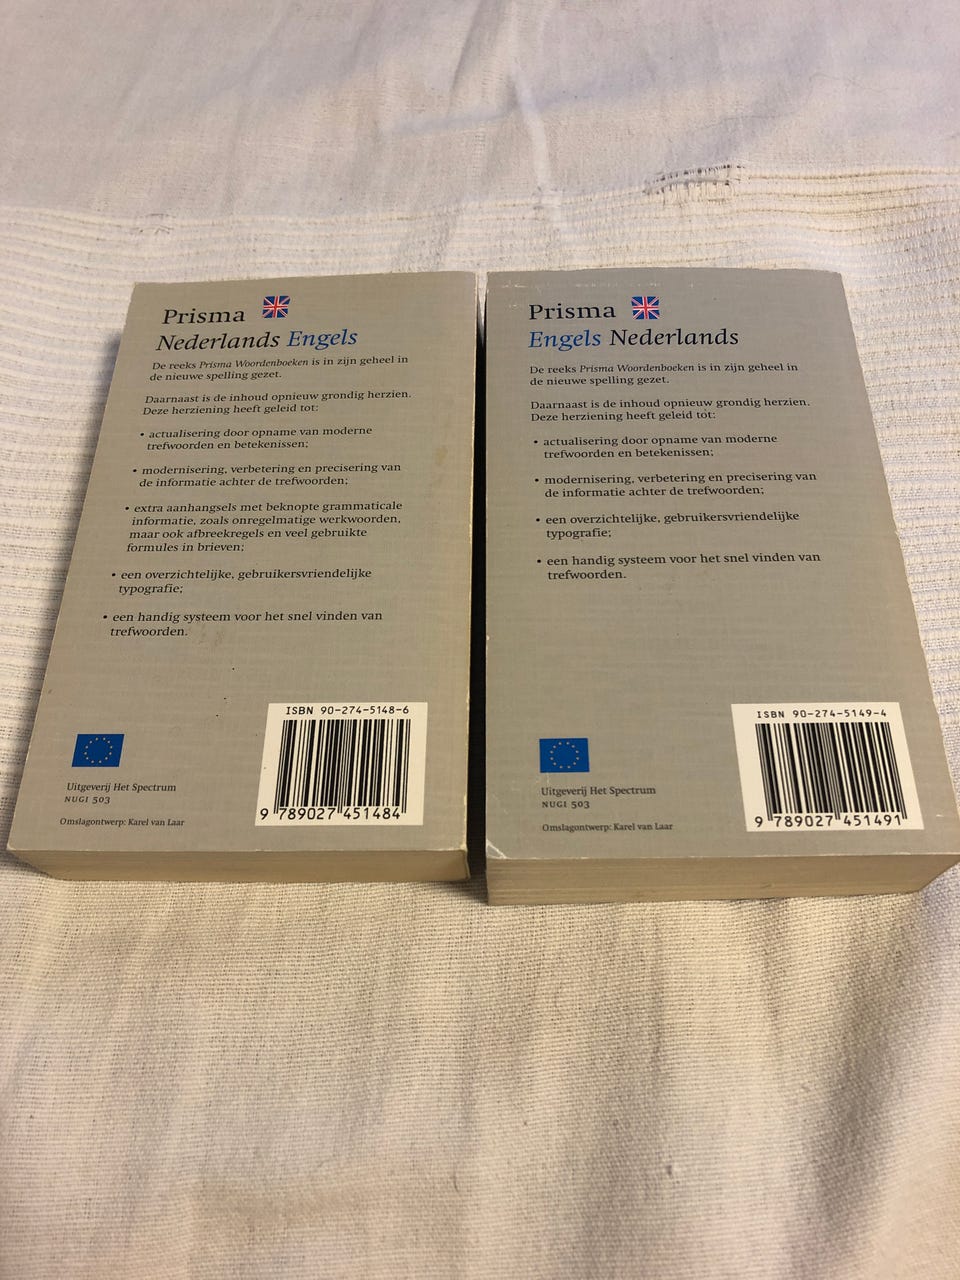 Prisma
Nederlands Engels
De reeks Prisma Woordenboeken is in zijn geheel in
de nieuwe spelling gezet.
Daarnaast is de inhoud opnieuw grondig herzien.
Deze herziening heeft geleid tot:
• actualisering door opname van moderne
trefwoorden en betekenissen;
• modernisering, verbetering en precisering van
de informatie achter de trefwoorden;
• extra aanhangsels met beknopte grammaticale
informatie, zoals onregelmatige werkwoorden,
maar ook afbreekregels en veel gebruikte
formules in brieven;
• een overzichtelijke, gebruikersvriendelijke
typografie;
• een handig systeem voor het snel vinden van
trefwoorden.
ISBN 90-274-5148-6
9 789027 451484
Uitgeverij Het Spectrum
NUGI 503
Omslagontwerp: Karel van Laar
Prisma
Engels Nederlands
De reeks Prisma Woordenboeken is in zijn geheel in
de nieuwe spelling gezet.
Daarnaast is de inhoud opnieuw grondig herzien.
Deze herziening heeft geleid tot:
• actualisering door opname van moderne
trefwoorden en betekenissen;
• modernisering, verbetering en precisering van
de informatie achter de trefwoorden;
• een overzichtelijke, gebruikersvriendelijke
typografie;
• een handig systeem voor het snel vinden van
trefwoorden.
ISBN 90-274-5149-4
9 789027 451491
Uitgeverij Het Spectrum
NUGI 503
Omslagontwerp: Karel van Laar